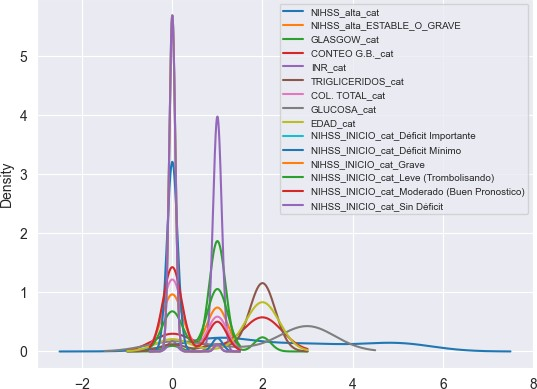 NIHSS_alta_cat
NIHSS_alta_ESTABLE_O_GRAVE
GLASGOW_cat
CONTEO G.B._cat
INR_cat
TRIGLICERIDOS_cat
COL. TOTAL_cat
GLUCOSA_cat
EDAD_cat
NIHSS_INICIO_cat_Déficit Importante
NIHSS_INICIO_cat_Déficit Mínimo
NIHSS_INICIO_cat_Grave
NIHSS_INICIO_cat_Leve (Trombolisando)
NIHSS_INICIO_cat_Moderado (Buen Pronostico)
NIHSS_INICIO_cat_Sin Déficit
Density
5
4
3
2
1
0
−2 0 2 4 6 8